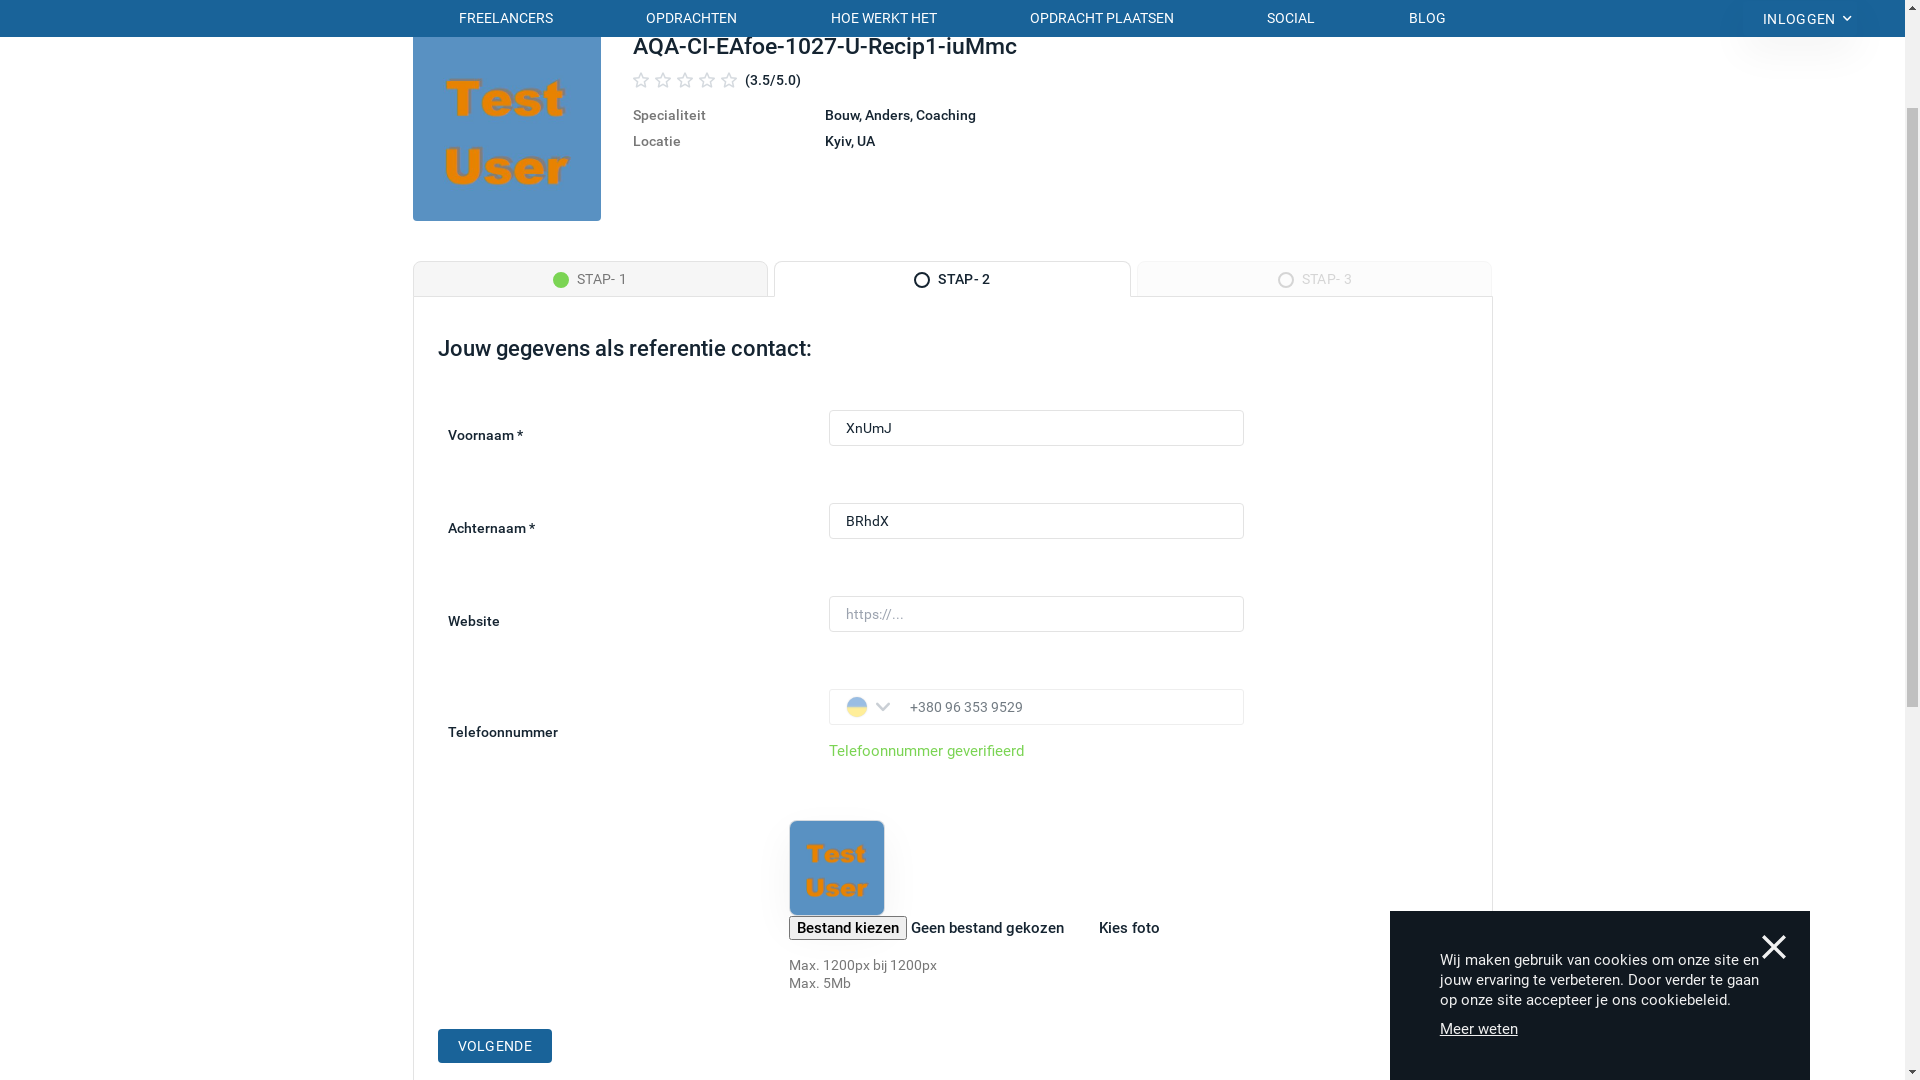 FREELANCERS OPDRACHTEN HOE WERKT HET OPDRACHT PLAATSEN SOCIAL BLOG INLOGGEN
AQA-CI-EAfoe-1027-U-Recip1-iuMmc
(3.5/5.0)
Specialiteit Bouw, Anders, Coaching
Locatie Kyiv, UA
Test
User
STAP- 1 STAP- 2 STAP- 3
Jouw gegevens als referentie contact:
Voornaam * XnUmJ
Achternaam * BRhdX
Website https://...
Telefoonnummer +380 96 353 9529
Telefoonnummer geverifieerd
Test
User
Bestand kiezen Geen bestand gekozen Kies foto
Max. 1200px bij 1200px
Max. 5Mb
VOLGENDE
Wij maken gebruik van cookies om onze site en
jouw ervaring te verbeteren. Door verder te gaan
op onze site accepteer je ons cookiebeleid.
Meer weten